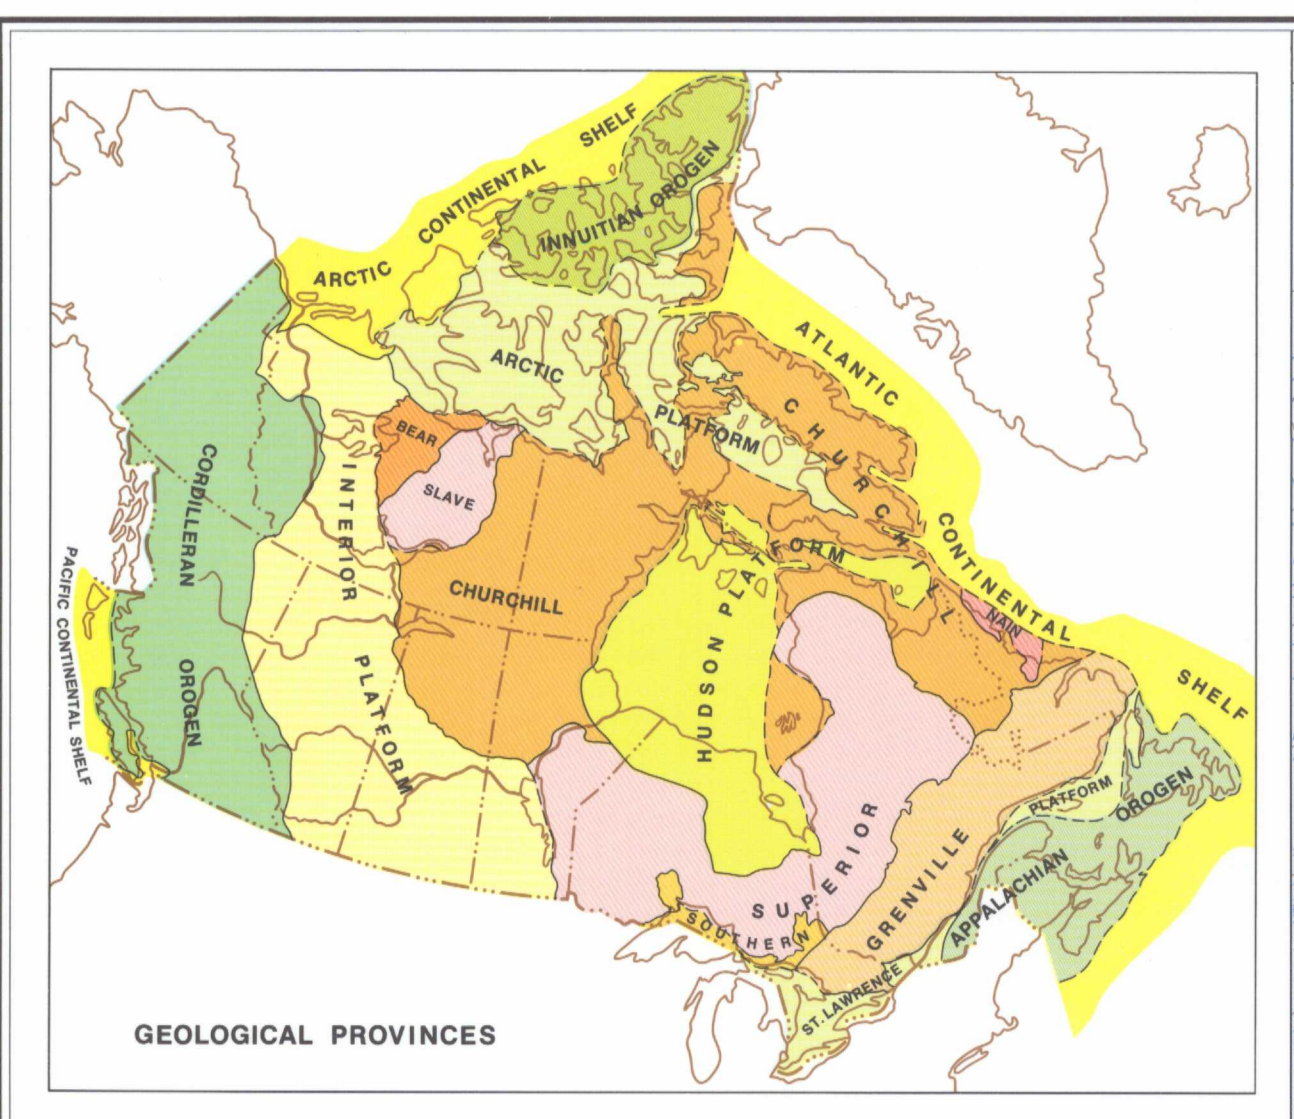 ARCTIC CONTINENTAL SHELF
INNUITIAN OROGEN
ATLANTIC CONTINENTAL SHELF
ARCTIC PLATFORM
CHURCHILL
BEAR
SLAVE
CORDILLERAN OROGEN
INTERIOR PLATFORM
CHURCHILL
HUDSON PLATFORM
NAIN
PACIFIC CONTINENTAL SHELF
SUPERIOR
SOUTHERN
GRENVILLE
ST. LAWRENCE PLATFORM
APPALACHIAN OROGEN
GEOLOGICAL PROVINCES